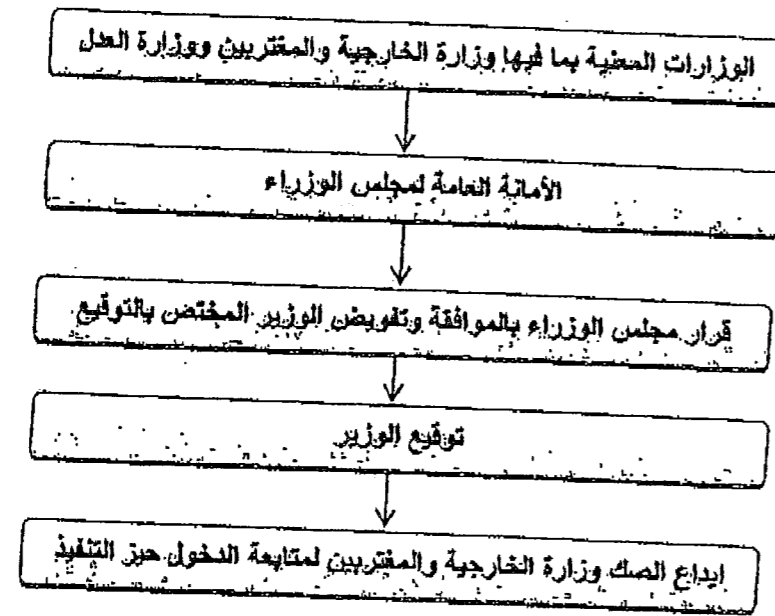 الوزارات المعنية بما فيها وزارة الخارجية والمغتربين ووزارة العدل
الأمانة العامة لمجلس الوزراء
قرار مجلس الوزراء بالموافقة وتفويض الوزير المختص بالتوقيع
توقيع الوزير
ايداع الصك وزارة الخارجية والمغتربين لمتابعة الدخول حيز التنفيذ